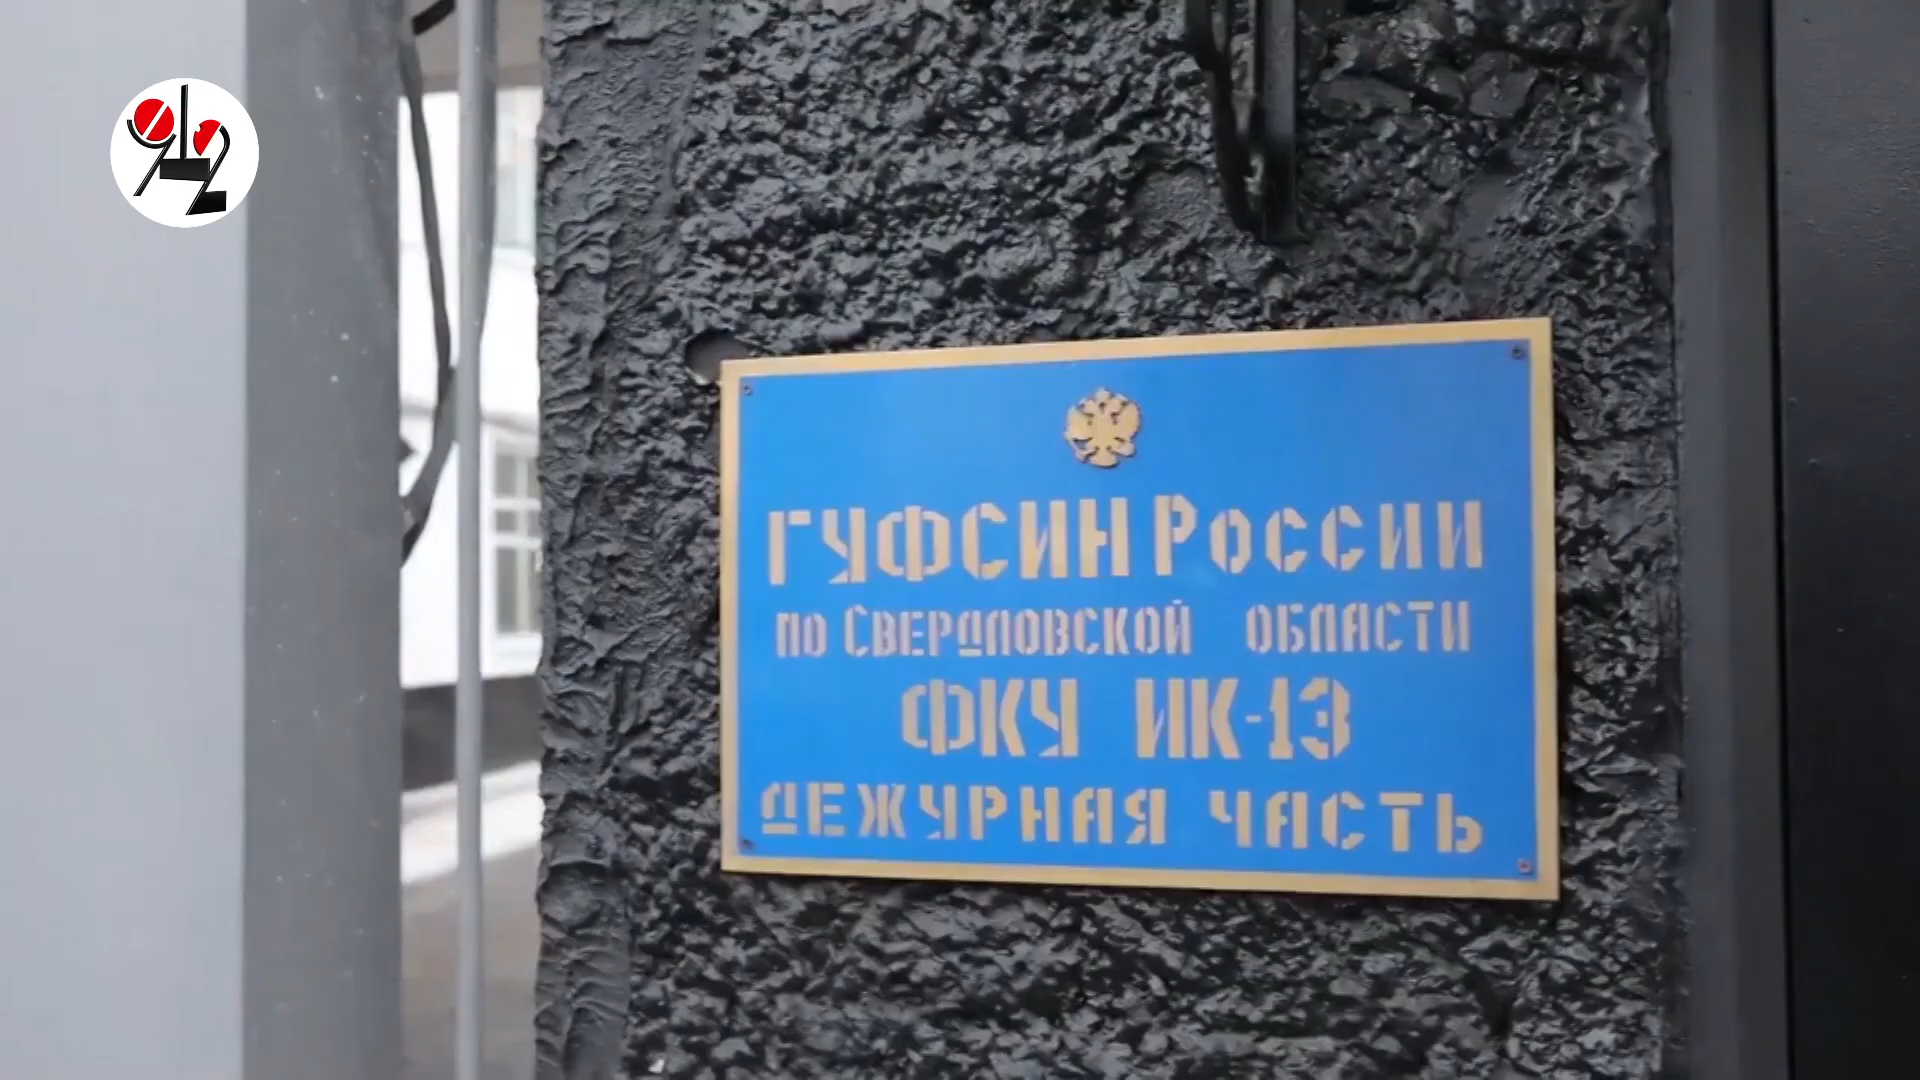 ГУФСИН России
по Свердловской области
ФКУ ИК-13
Дежурная часть